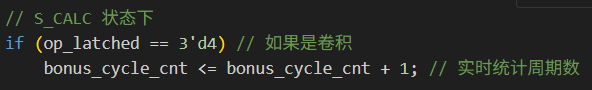 // S_CALC 状态下
if (op_latched == 3'd4) // 如果是卷积
    bonus_cycle_cnt <= bonus_cycle_cnt + 1; // 实时统计周期数